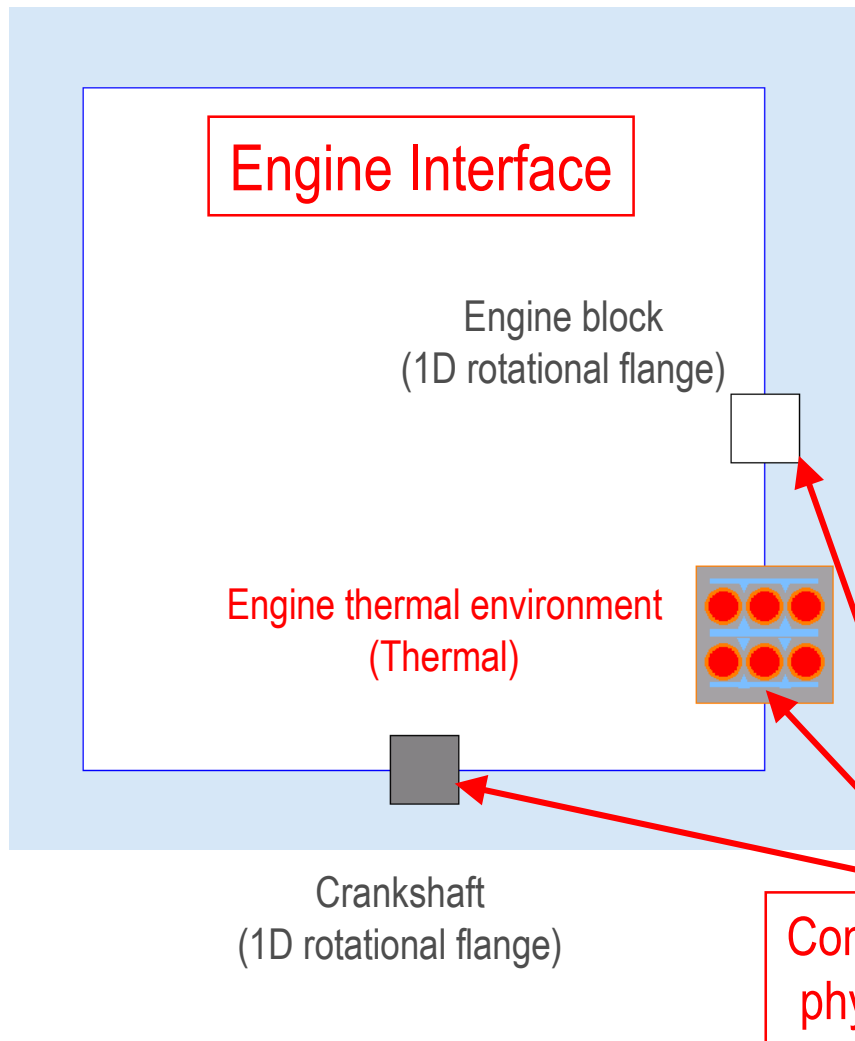 Engine Interface
Engine block
(1D rotational flange)
Engine thermal environment
(Thermal)
Crankshaft
(1D rotational flange)